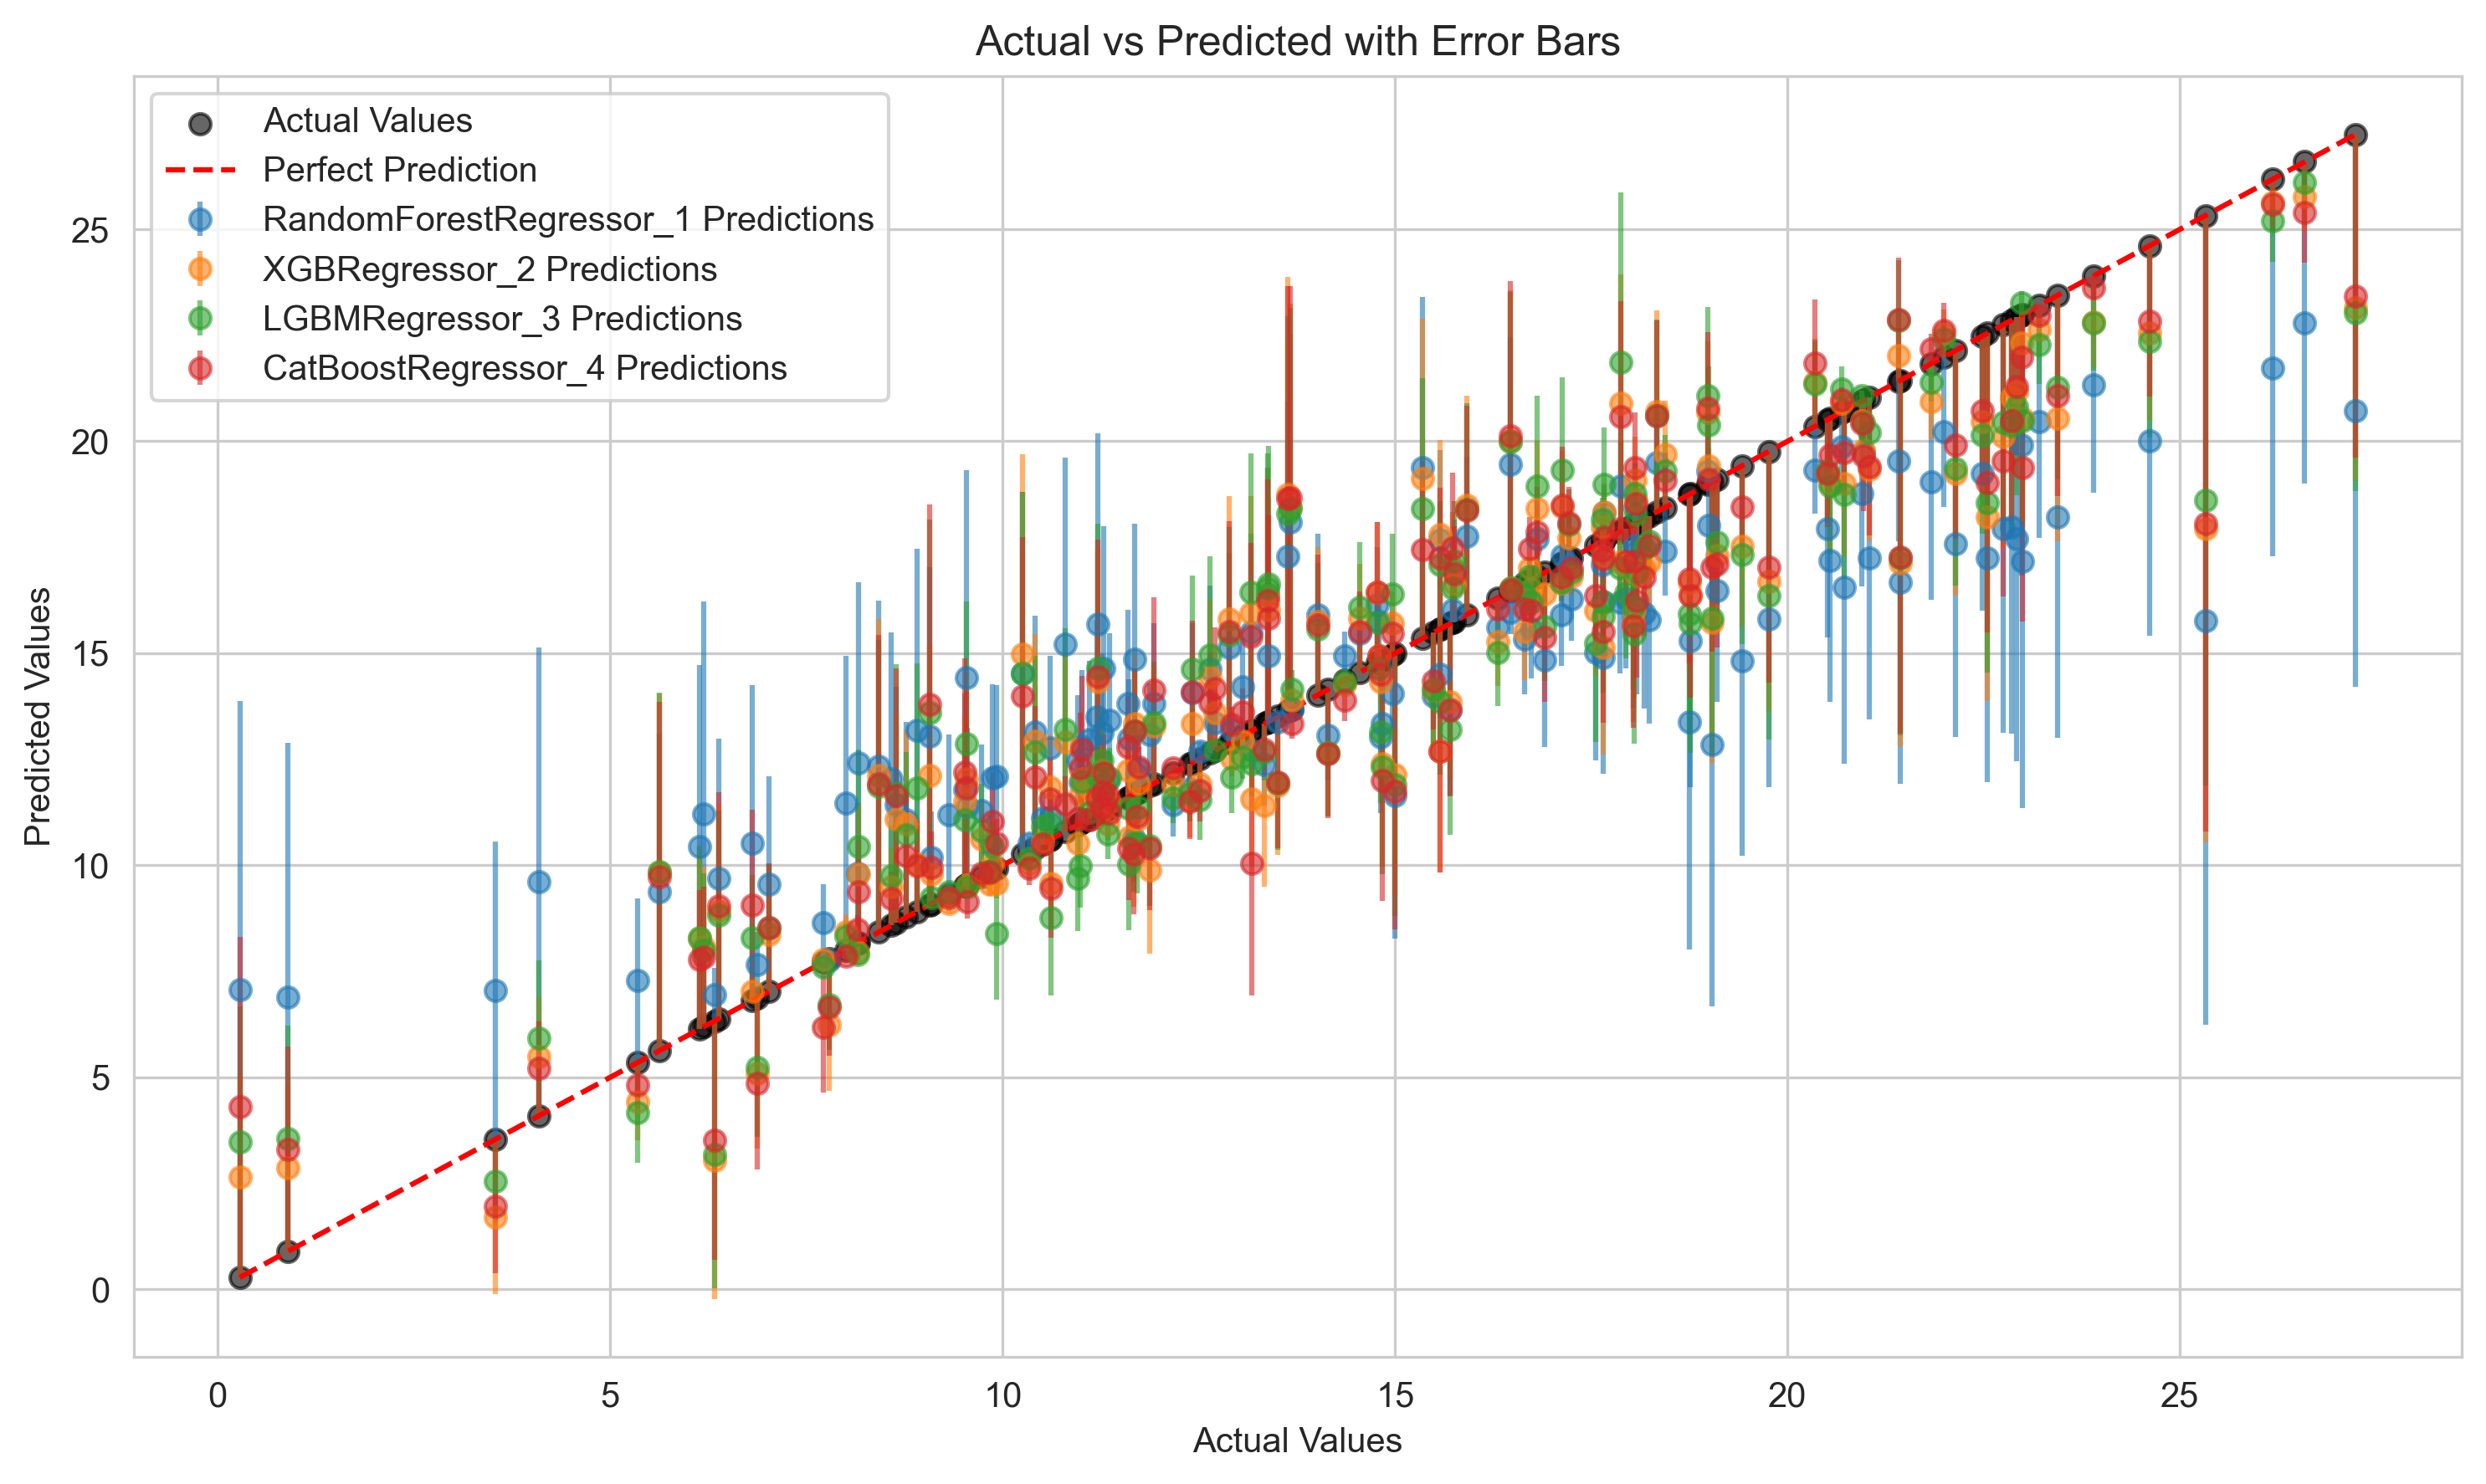 Actual vs Predicted with Error Bars
Actual Values
Perfect Prediction
RandomForestRegressor_1 Predictions
XGBRegressor_2 Predictions
LGBMRegressor_3 Predictions
CatBoostRegressor_4 Predictions
Predicted Values
25
20
15
10
5
0
0 5 10 15 20 25
Actual Values